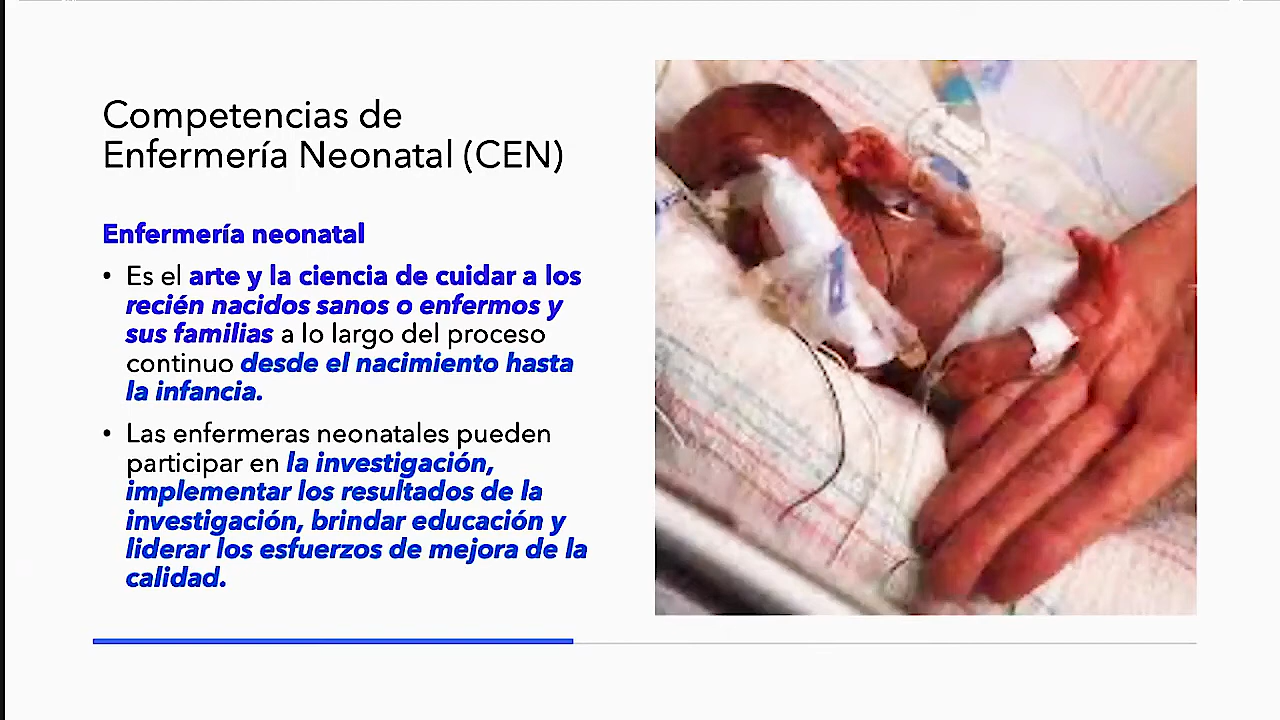 Competencias de
Enfermería Neonatal (CEN)
Enfermería neonatal
• Es el arte y la ciencia de cuidar a los
recién nacidos sanos o enfermos y
sus familias a lo largo del proceso
continuo desde el nacimiento hasta
la infancia.
• Las enfermeras neonatales pueden
participar en la investigación,
implementar los resultados de la
investigación, brindar educación y
liderar los esfuerzos de mejora de la
calidad.